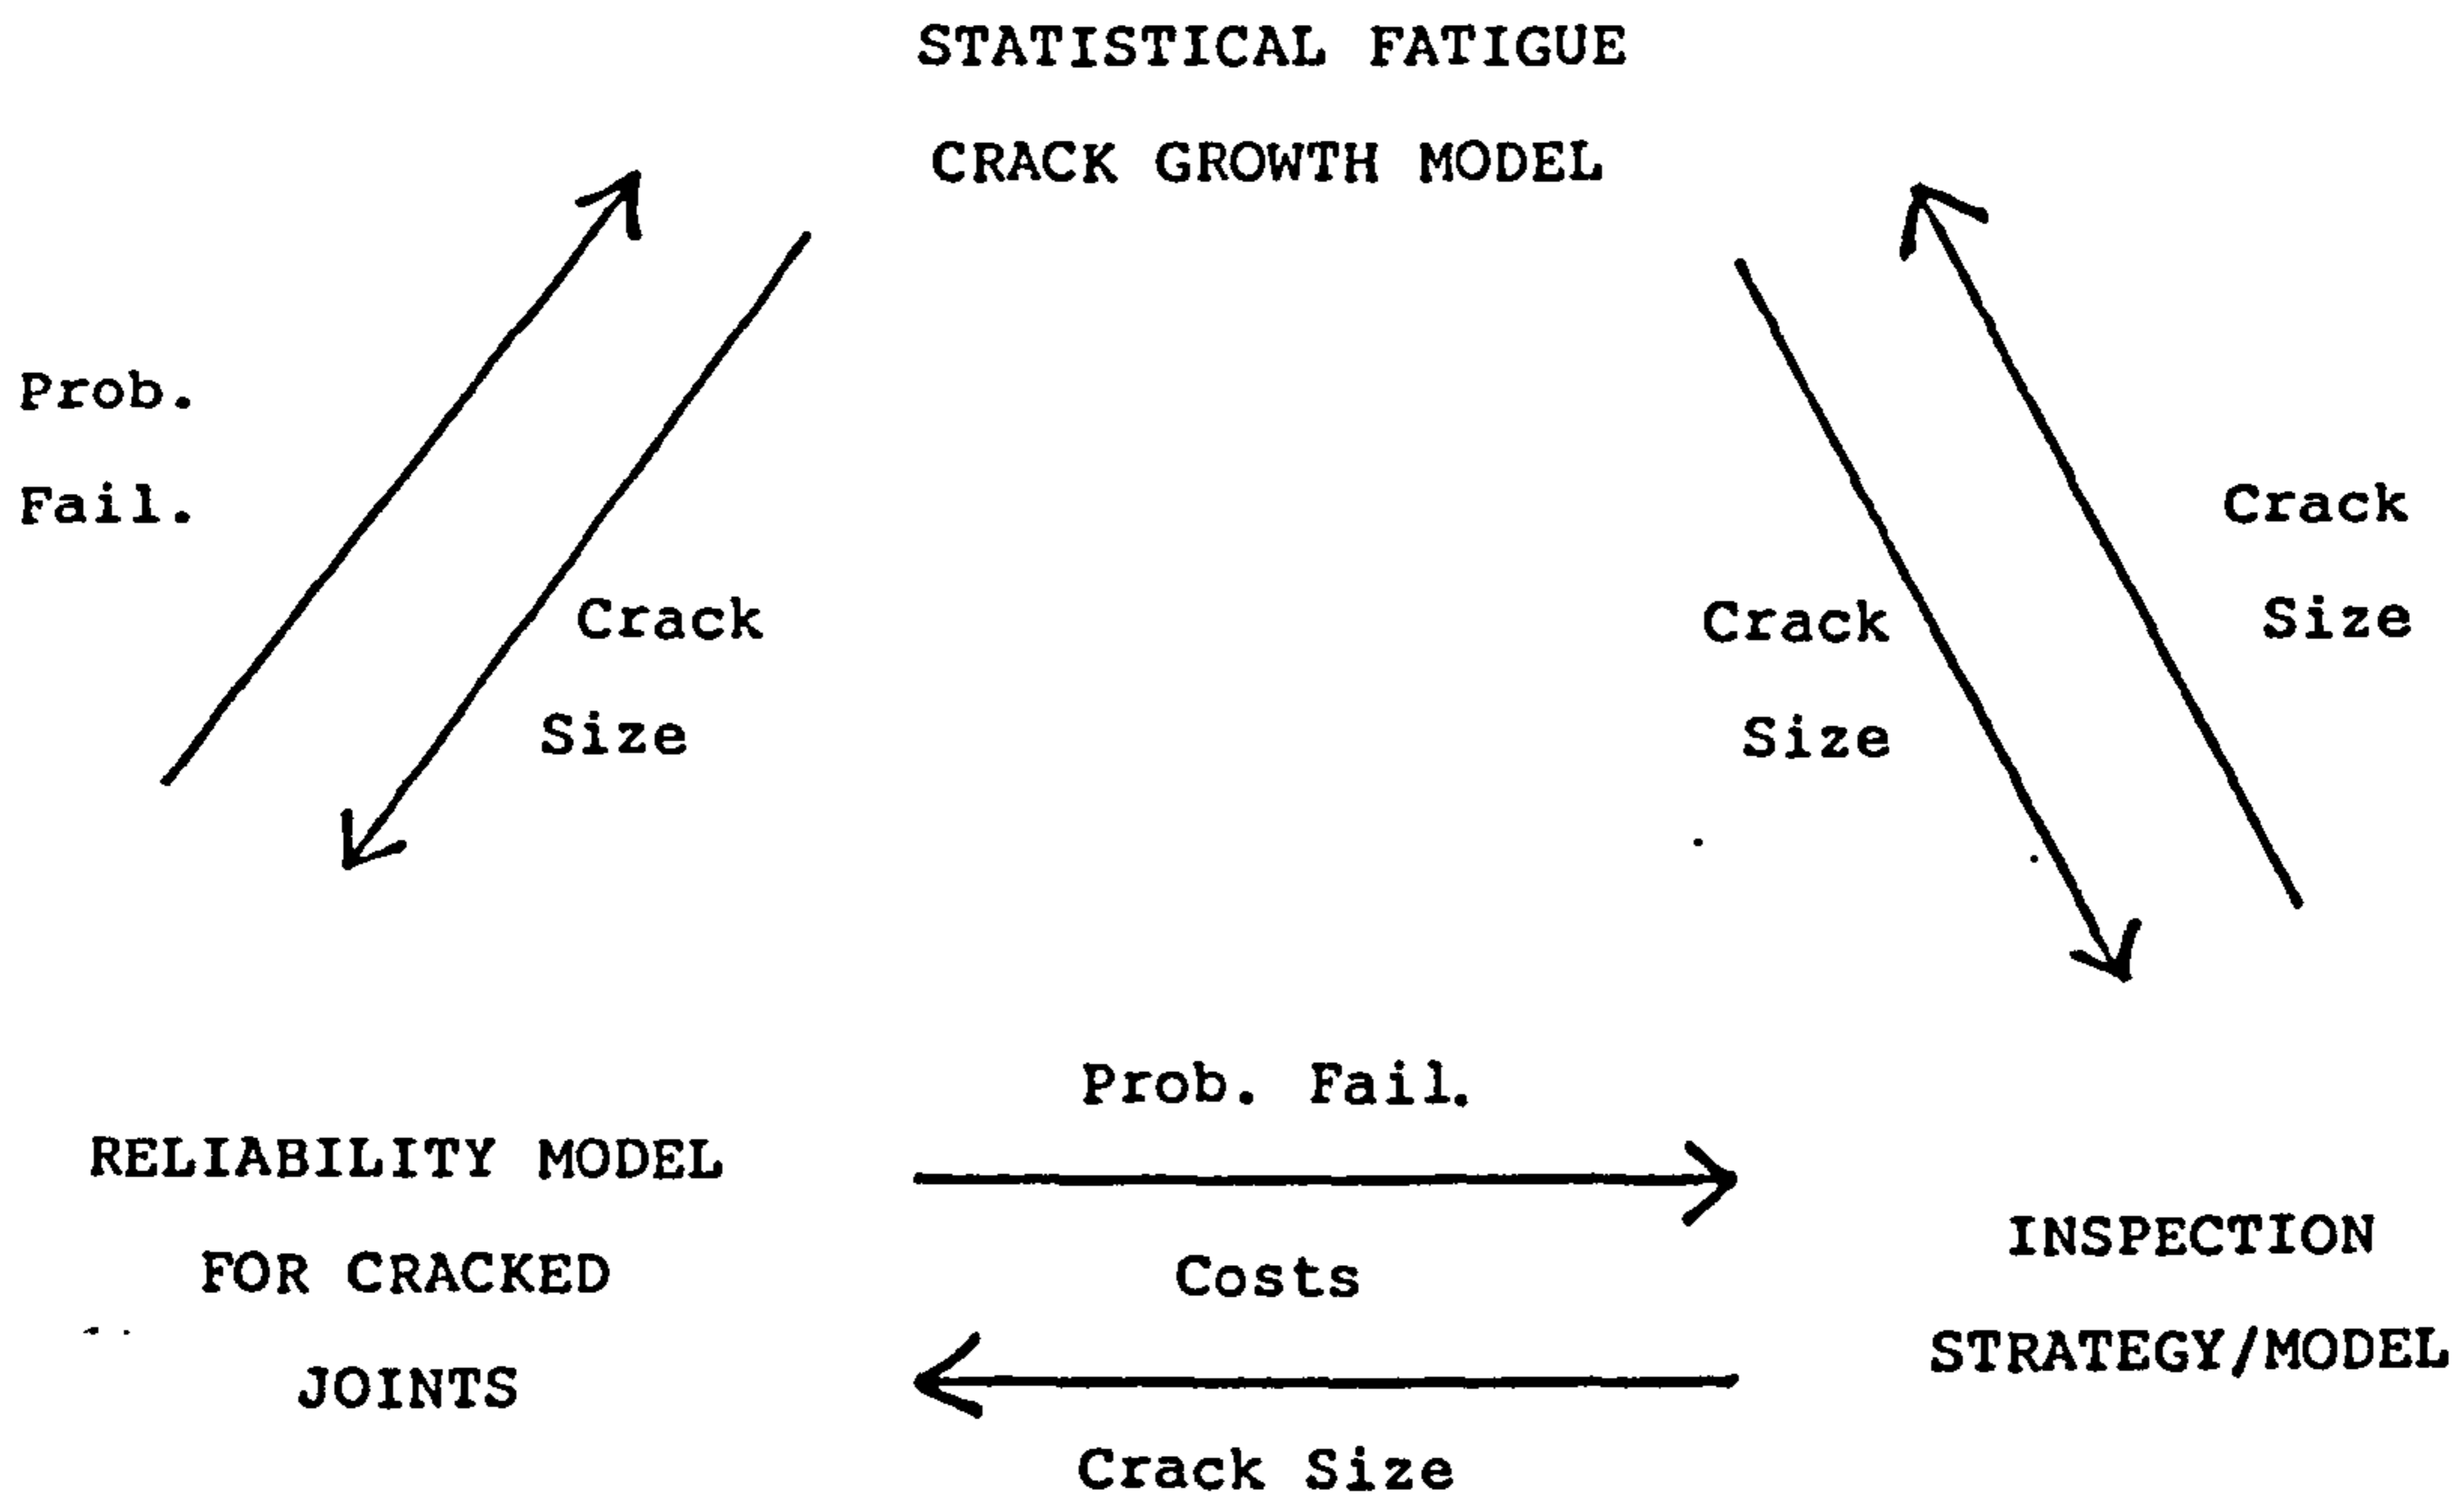 STATISTICAL FATIGUE
CRACK GROWTH MODEL
Prob.
Fail.
Crack
Size
Crack
Size
Crack
Size
Prob. Fail.
RELIABILITY MODEL
FOR CRACKED
JOINTS
Costs
Crack Size
INSPECTION
STRATEGY/MODEL